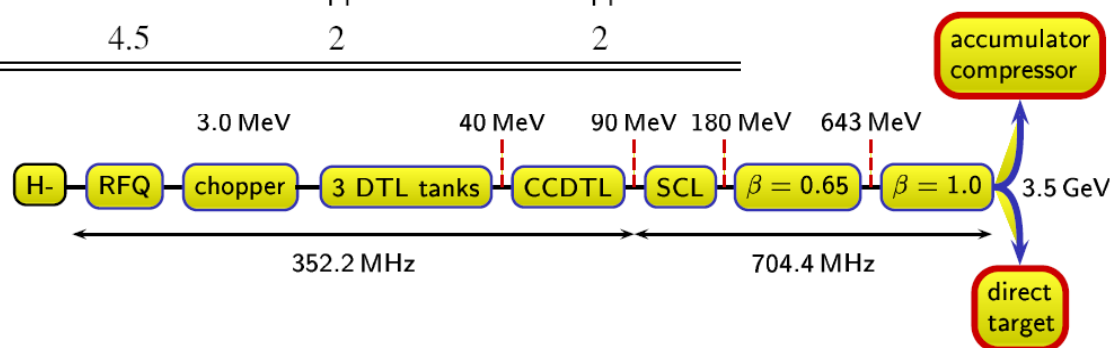 4.5 2 2
accumulator
compressor
3.0 MeV 40 MeV 90 MeV 180 MeV 643 MeV
H- RFQ chopper 3 DTL tanks CCDTL SCL β = 0.65 β = 1.0 3.5 GeV
352.2 MHz 704.4 MHz
direct
target